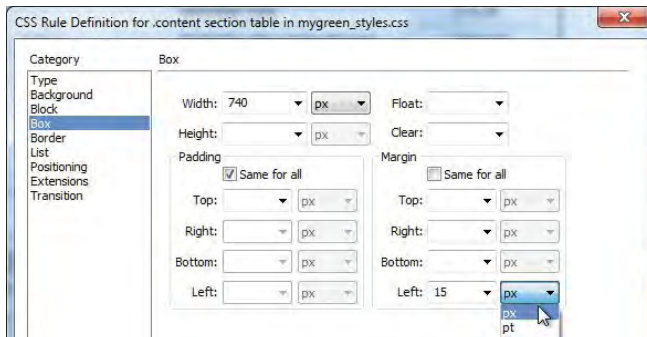 CSS Rule Definition for .content section table in mygreen_styles.css
Category
Type
Background
Block
Box
Border
List
Positioning
Extensions
Transition
Box
Width: 740 px Float:
Height: px Clear:
Padding Margin
Same for all Same for all
Top: px Top: px
Right: px Right: px
Bottom: px Bottom: px
Left: px Left: 15 px
px
pt